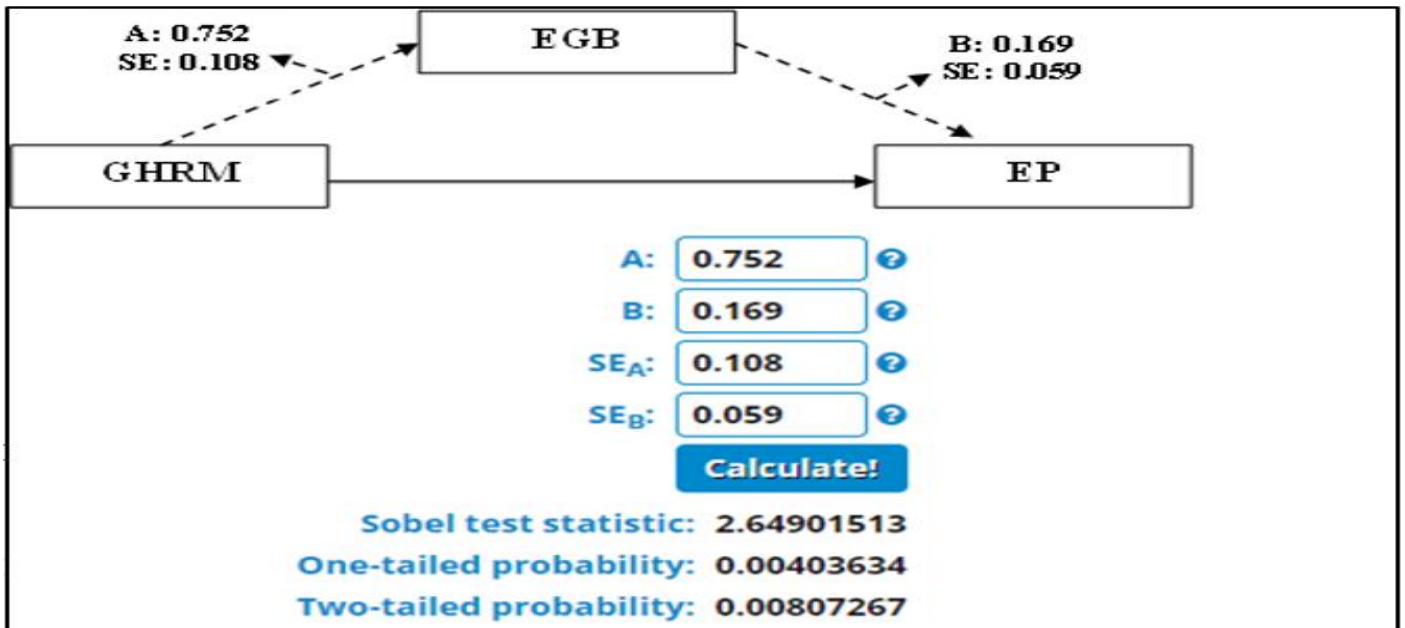 A: 0.752
SE: 0.108
EGB
B: 0.169
SE: 0.059
GHRM
EP
A: 0.752 ?
B: 0.169 ?
SEA: 0.108 ?
SEB: 0.059 ?
Calculate!
Sobel test statistic: 2.64901513
One-tailed probability: 0.00403634
Two-tailed probability: 0.00807267